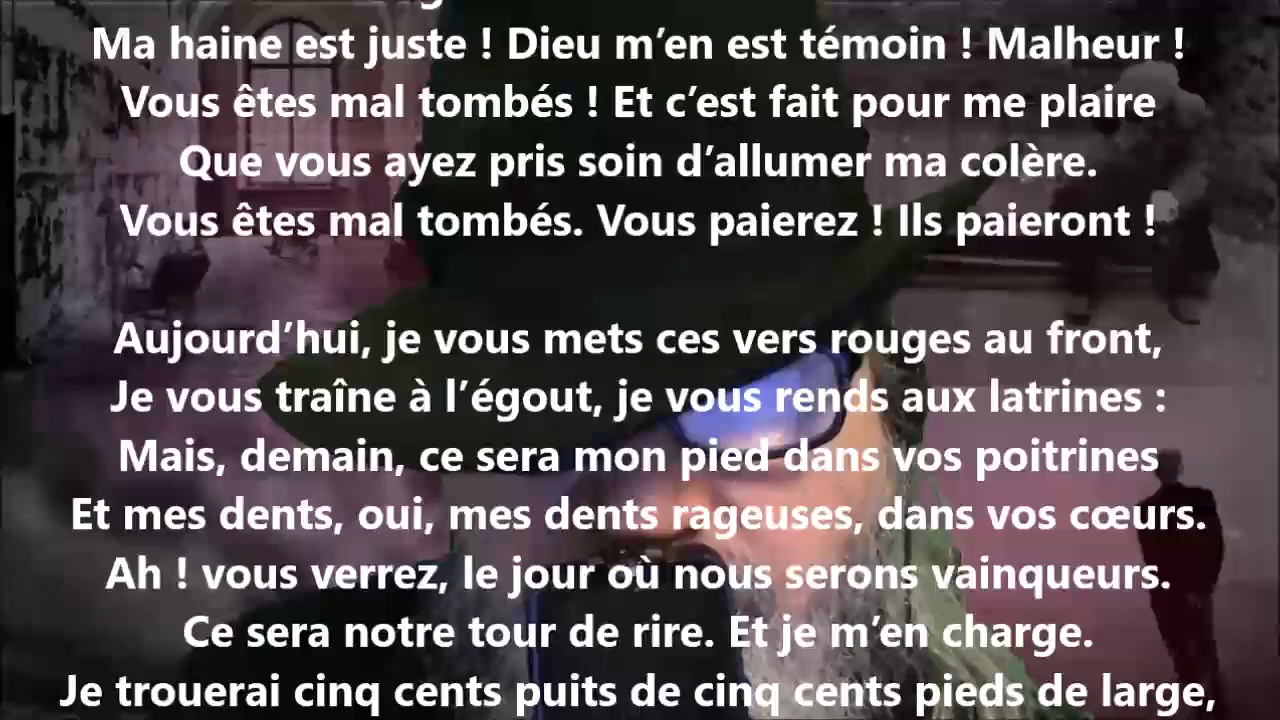 Ma haine est juste ! Dieu m’en est témoin ! Malheur !
Vous êtes mal tombés ! Et c’est fait pour me plaire
Que vous ayez pris soin d’allumer ma colère.
Vous êtes mal tombés. Vous paierez ! Ils paieront !
Aujourd’hui, je vous mets ces vers rouges au front,
Je vous traîne à l’égout, je vous rends aux latrines :
Mais, demain, ce sera mon pied dans vos poitrines
Et mes dents, oui, mes dents rageuses, dans vos cœurs.
Ah ! vous verrez, le jour où nous serons vainqueurs.
Ce sera notre tour de rire. Et je m’en charge.
Je trouerai cinq cents puits de cinq cents pieds de large,